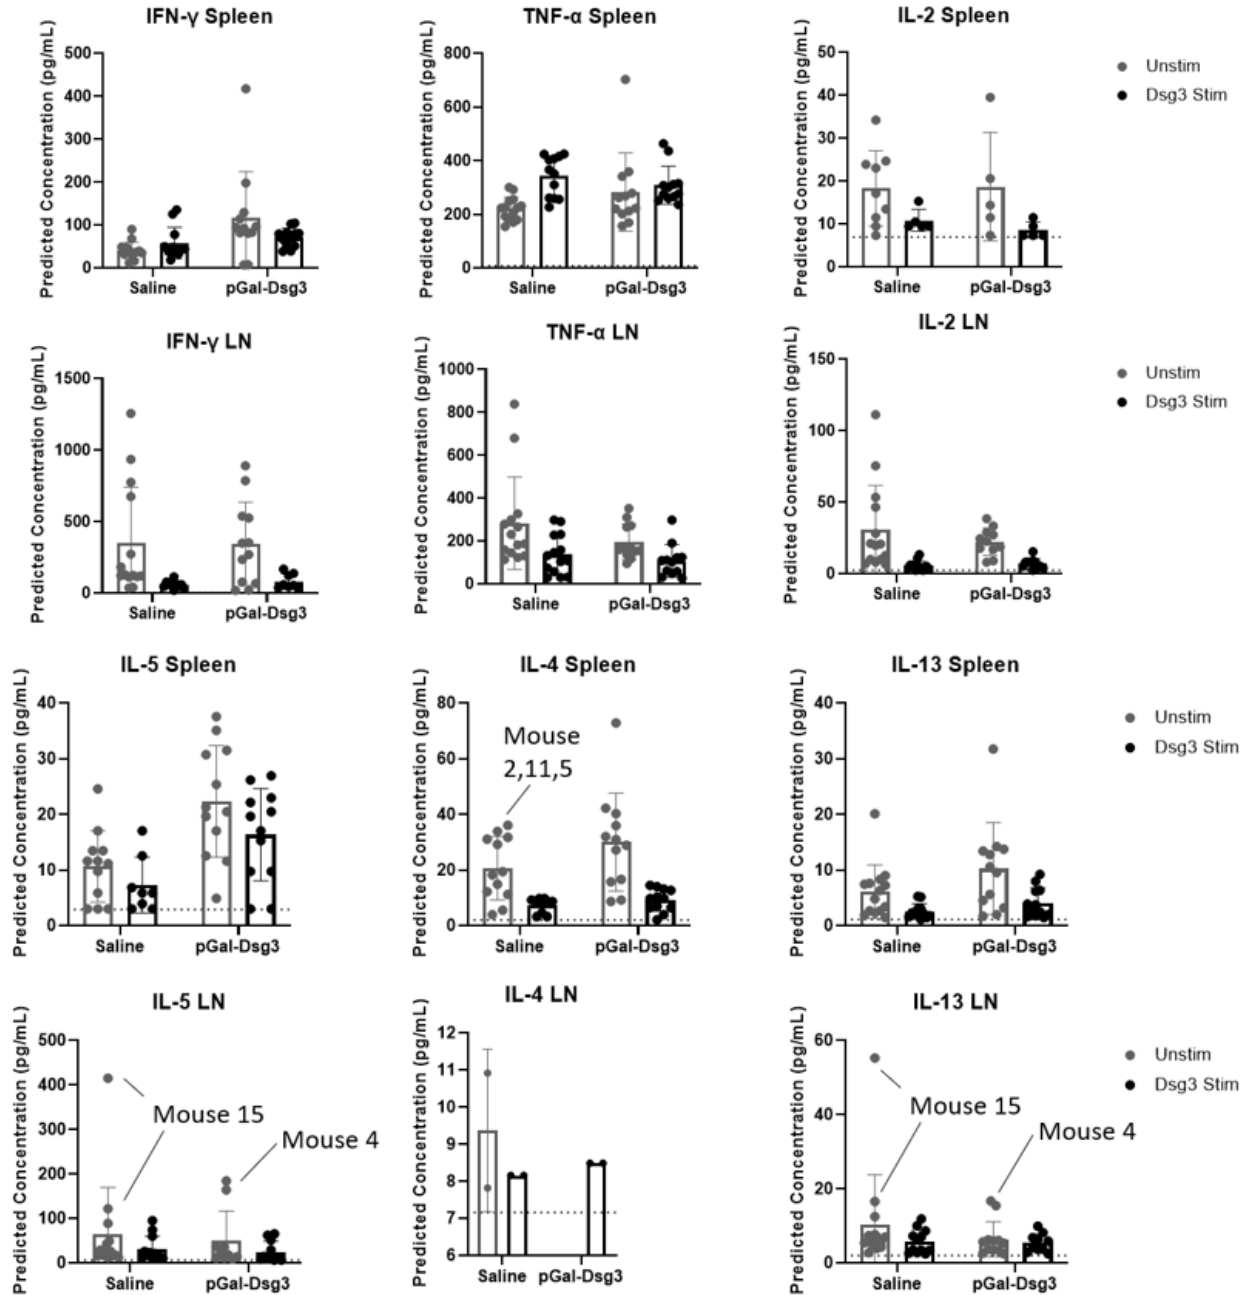 IFN-γ Spleen
Predicted Concentration (pg/mL)
500
400
300
200
100
0
Saline
pGal-Dsg3
TNF-α Spleen
Predicted Concentration (pg/mL)
800
600
400
200
0
Saline
pGal-Dsg3
IL-2 Spleen
Predicted Concentration (pg/mL)
50
40
30
20
10
0
Saline
pGal-Dsg3
Unstim
Dsg3 Stim
IFN-γ LN
Predicted Concentration (pg/mL)
1500
1000
500
0
Saline
pGal-Dsg3
TNF-α LN
Predicted Concentration (pg/mL)
1000
800
600
400
200
0
Saline
pGal-Dsg3
IL-2 LN
Predicted Concentration (pg/mL)
150
100
50
0
Saline
pGal-Dsg3
Unstim
Dsg3 Stim
IL-5 Spleen
Predicted Concentration (pg/mL)
40
30
20
10
0
Saline
pGal-Dsg3
IL-4 Spleen
Predicted Concentration (pg/mL)
80
60
40
20
0
Mouse
2,11,5
Saline
pGal-Dsg3
IL-13 Spleen
Predicted Concentration (pg/mL)
40
30
20
10
0
Saline
pGal-Dsg3
Unstim
Dsg3 Stim
IL-5 LN
Predicted Concentration (pg/mL)
500
400
300
200
100
0
Mouse 15
Mouse 4
Saline
pGal-Dsg3
IL-4 LN
Predicted Concentration (pg/mL)
12
11
10
9
8
7
6
Saline
pGal-Dsg3
IL-13 LN
Predicted Concentration (pg/mL)
60
40
20
0
Mouse 15
Mouse 4
Saline
pGal-Dsg3
Unstim
Dsg3 Stim